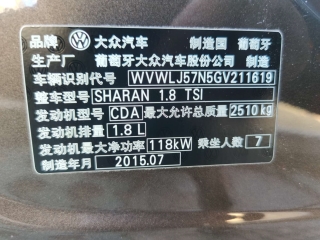 品牌 大众汽车 制造国 葡萄牙
生产厂 葡萄牙大众汽车股份公司 制造
车辆识别代号 WVWLJ57N5GV211619
整车型号 SHARAN 1.8 TSI
发动机型号 CDA 最大允许总质量 2510kg
发动机排量 1.8L
发动机最大净功率 118kW 乘坐人数 7
制造年月 2015.07